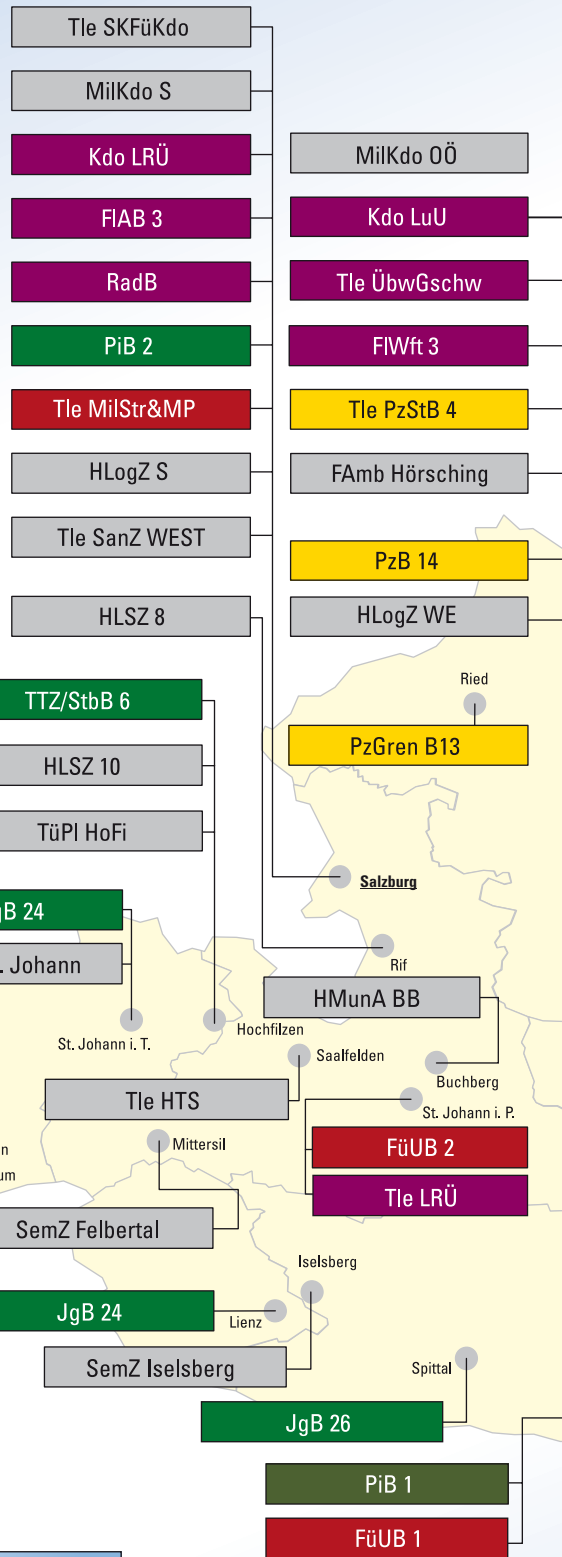 Tle SKFüKdo
MilKdo S
Kdo LRÜ
FlAB 3
RadB
PiB 2
Tle MilStr&MP
HLogZ S
Tle SanZ WEST
HLSZ 8
TTZ/StbB 6
HLSZ 10
TüPl HoFi
MilKdo OÖ
Kdo LuU
Tle ÜbwGschw
FlWft 3
Tle PzStB 4
FAmb Hörsching
PzB 14
HLogZ WE
Ried
PzGren B13
Salzburg
gB 24
. Johann
Rif
HMunA BB
St. Johann i. T.
Hochfilzen
Saalfelden
Buchberg
Tle HTS
St. Johann i. P.
Mittersil
FüUB 2
n
um
Tle LRÜ
SemZ Felbertal
Iselsberg
JgB 24
Lienz
SemZ Iselsberg
Spittal
JgB 26
PiB 1
FüUB 1